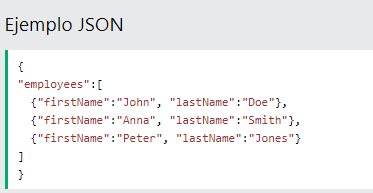 Ejemplo JSON
{
"employees":[
  {"firstName":"John", "lastName":"Doe"},
  {"firstName":"Anna", "lastName":"Smith"},
  {"firstName":"Peter", "lastName":"Jones"}
]
}